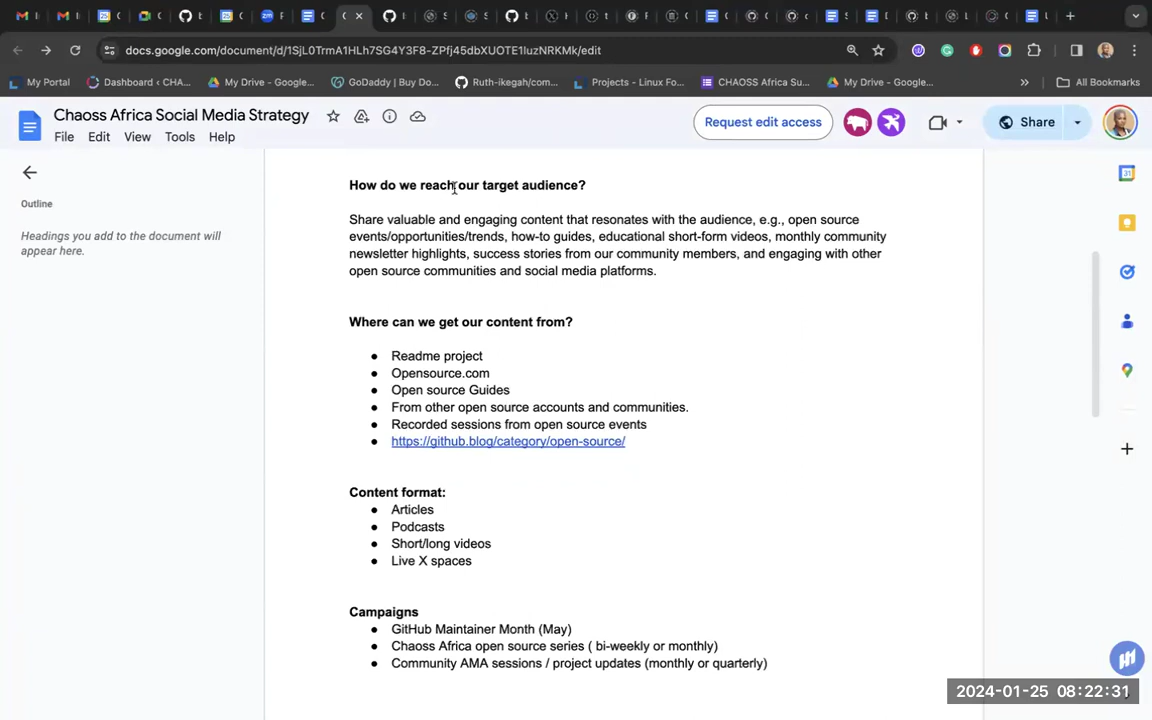 docs.google.com/document/d/1SjL0TrmA1HLh7SG4Y3F8-ZPfj45dbXUOTE1IuzNRKMk/edit
My Portal
Dashboard ‹ CHA...
My Drive - Google...
GoDaddy | Buy Do...
Ruth-ikegah/com...
Projects - Linux Fo...
CHAOSS Africa Su...
My Drive - Google...
All Bookmarks
Chaoss Africa Social Media Strategy
File Edit View Tools Help
Request edit access
Share
Outline
Headings you add to the document will
appear here.
How do we reach our target audience?
Share valuable and engaging content that resonates with the audience, e.g., open source
events/opportunities/trends, how-to guides, educational short-form videos, monthly community
newsletter highlights, success stories from our community members, and engaging with other
open source communities and social media platforms.
Where can we get our content from?
● Readme project
● Opensource.com
● Open source Guides
● From other open source accounts and communities.
● Recorded sessions from open source events
● https://github.blog/category/open-source/
Content format:
● Articles
● Podcasts
● Short/long videos
● Live X spaces
Campaigns
● GitHub Maintainer Month (May)
● Chaoss Africa open source series ( bi-weekly or monthly)
● Community AMA sessions / project updates (monthly or quarterly)
2024-01-25 08:22:31